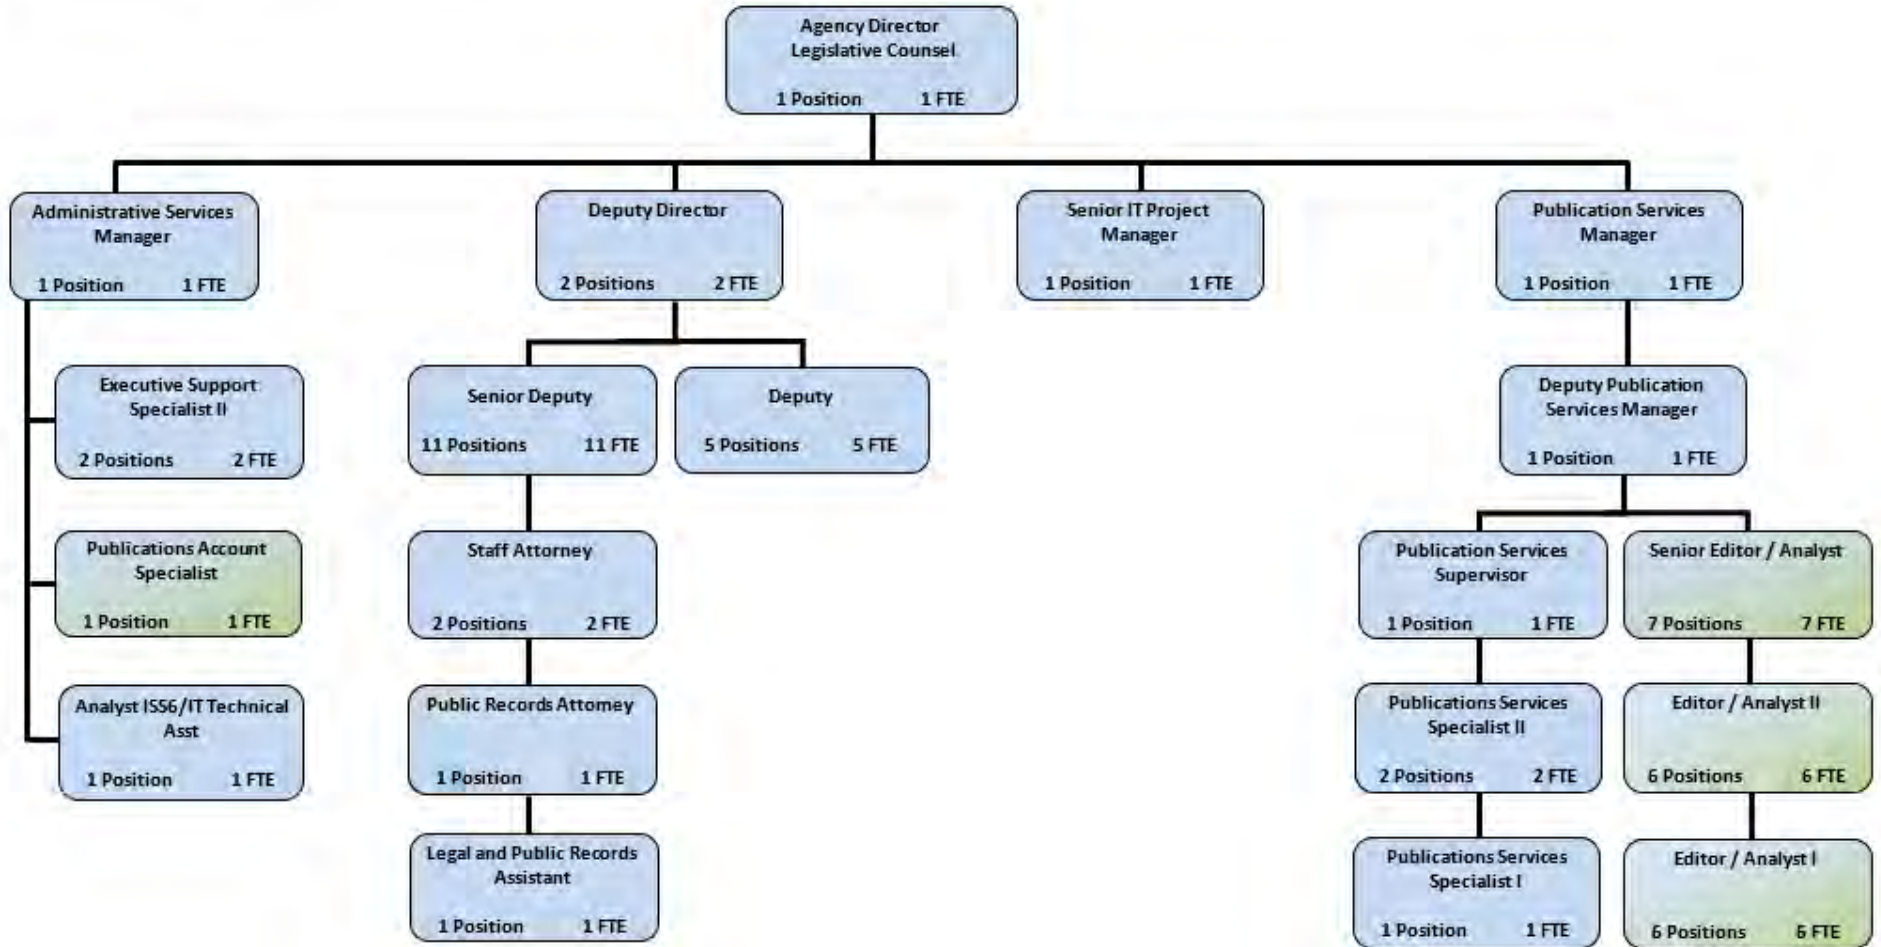 Agency Director
Legislative Counsel
1 Position 1 FTE
Administrative Services
Manager
1 Position 1 FTE
Deputy Director
2 Positions 2 FTE
Senior IT Project
Manager
1 Position 1 FTE
Publication Services
Manager
1 Position 1 FTE
Executive Support
Specialist II
2 Positions 2 FTE
Senior Deputy
11 Positions 11 FTE
Deputy
5 Positions 5 FTE
Deputy Publication
Services Manager
1 Position 1 FTE
Publications Account
Specialist
1 Position 1 FTE
Staff Attorney
2 Positions 2 FTE
Publication Services
Supervisor
1 Position 1 FTE
Senior Editor / Analyst
7 Positions 7 FTE
Analyst ISS6/IT Technical
Asst
1 Position 1 FTE
Public Records Attorney
1 Position 1 FTE
Publications Services
Specialist II
2 Positions 2 FTE
Editor / Analyst II
6 Positions 6 FTE
Legal and Public Records
Assistant
1 Position 1 FTE
Publications Services
Specialist I
1 Position 1 FTE
Editor / Analyst I
6 Positions 6 FTE